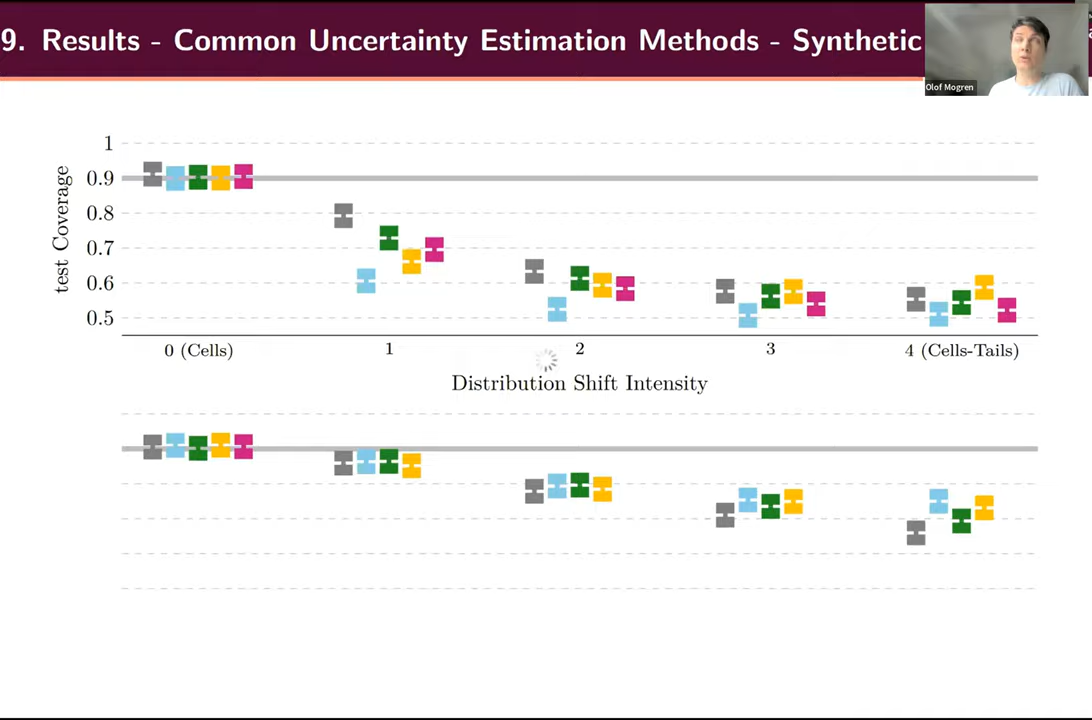 9. Results - Common Uncertainty Estimation Methods - Synthetic
Olof Mogren
1
0.9
0.8
0.7
0.6
0.5
test Coverage
0 (Cells) 1 2 3 4 (Cells-Tails)
Distribution Shift Intensity